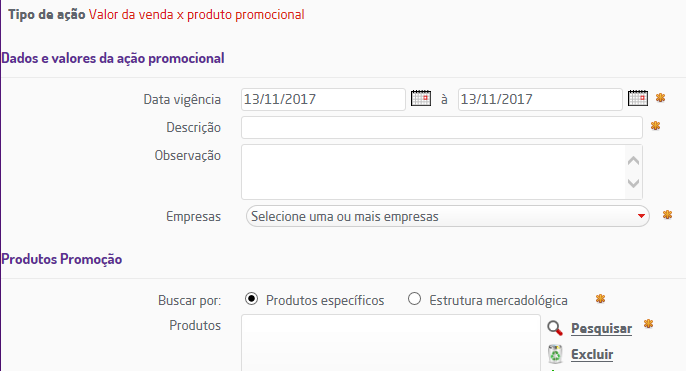 Tipo de ação Valor da venda x produto promocional
Dados e valores da ação promocional
Data vigência 13/11/2017 à 13/11/2017
Descrição
Observação
Empresas Selecione uma ou mais empresas
Produtos Promoção
Buscar por: Produtos específicos Estrutura mercadológica
Produtos Pesquisar
Excluir